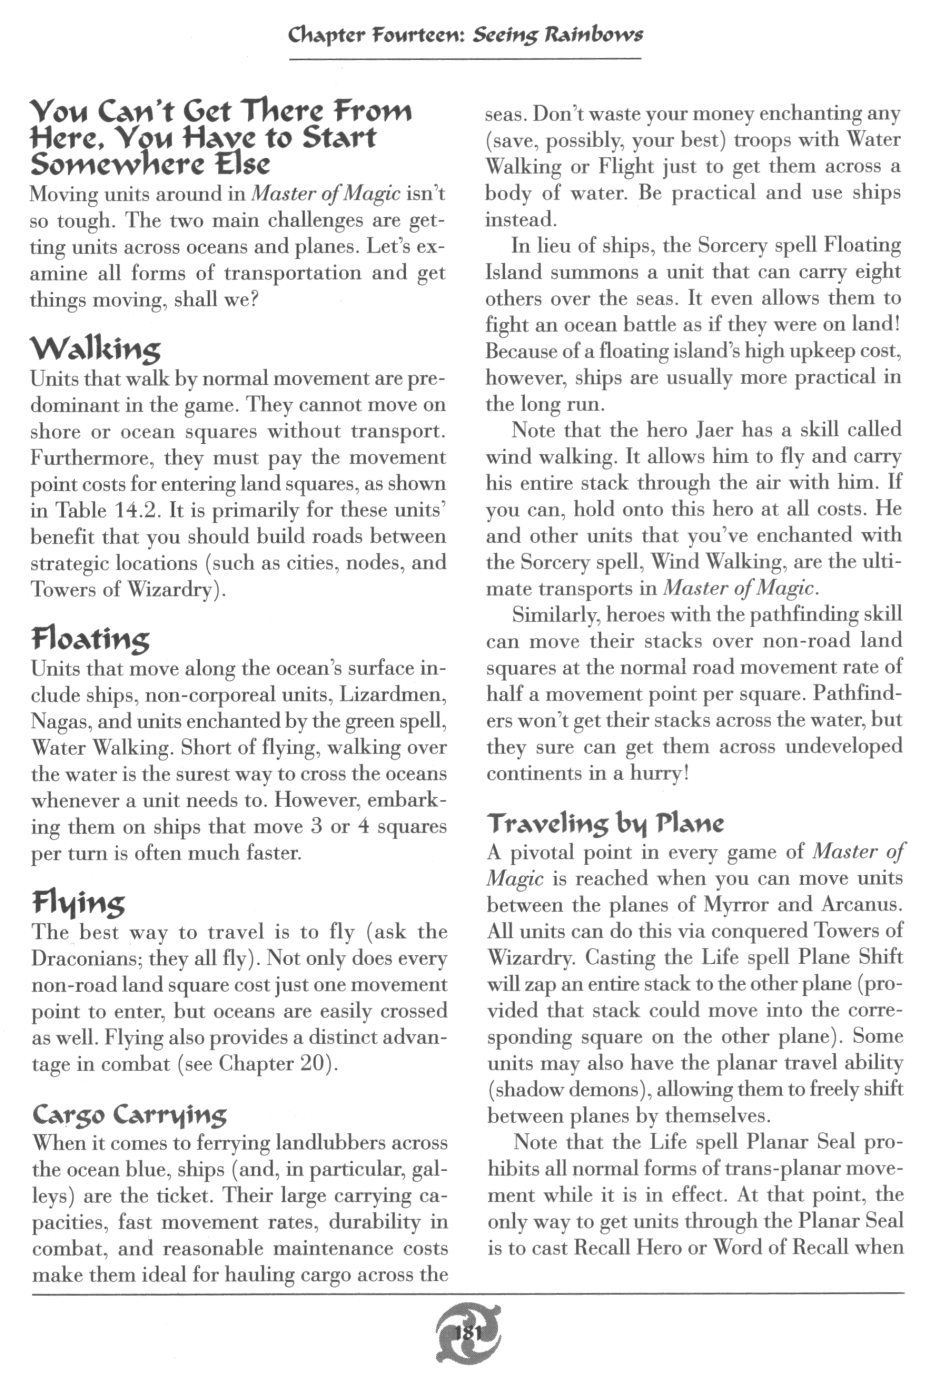 Chapter Fourteen: Seeing Rainbows
You Can't Get There From
Here, You Have to Start
Somewhere Else
Moving units around in Master of Magic isn't
so tough. The two main challenges are get-
ting units across oceans and planes. Let's ex-
amine all forms of transportation and get
things moving, shall we?
Walking
Units that walk by normal movement are pre-
dominant in the game. They cannot move on
shore or ocean squares without transport.
Furthermore, they must pay the movement
point costs for entering land squares, as shown
in Table 14.2. It is primarily for these units'
benefit that you should build roads between
strategic locations (such as cities, nodes, and
Towers of Wizardry).
Floating
Units that move along the ocean's surface in-
clude ships, non-corporeal units, Lizardmen,
Nagas, and units enchanted by the green spell,
Water Walking. Short of flying, walking over
the water is the surest way to cross the oceans
whenever a unit needs to. However, embark-
ing them on ships that move 3 or 4 squares
per turn is often much faster.
Flying
The best way to travel is to fly (ask the
Draconians; they all fly). Not only does every
non-road land square cost just one movement
point to enter, but oceans are easily crossed
as well. Flying also provides a distinct advan-
tage in combat (see Chapter 20).
Cargo Carrying
When it comes to ferrying landlubbers across
the ocean blue, ships (and, in particular, gal-
leys) are the ticket. Their large carrying ca-
pacities, fast movement rates, durability in
combat, and reasonable maintenance costs
make them ideal for hauling cargo across the
seas. Don't waste your money enchanting any
(save, possibly, your best) troops with Water
Walking or Flight just to get them across a
body of water. Be practical and use ships
instead.
In lieu of ships, the Sorcery spell Floating
Island summons a unit that can carry eight
others over the seas. It even allows them to
fight an ocean battle as if they were on land!
Because of a floating island's high upkeep cost,
however, ships are usually more practical in
the long run.
Note that the hero Jaer has a skill called
wind walking. It allows him to fly and carry
his entire stack through the air with him. If
you can, hold onto this hero at all costs. He
and other units that you've enchanted with
the Sorcery spell, Wind Walking, are the ulti-
mate transports in Master of Magic.
Similarly, heroes with the pathfinding skill
can move their stacks over non-road land
squares at the normal road movement rate of
half a movement point per square. Pathfind-
ers won't get their stacks across the water, but
they sure can get them across undeveloped
continents in a hurry!
Traveling by Plane
A pivotal point in every game of Master of
Magic is reached when you can move units
between the planes of Myrror and Arcanus.
All units can do this via conquered Towers of
Wizardry. Casting the Life spell Plane Shift
will zap an entire stack to the other plane (pro-
vided that stack could move into the corre-
sponding square on the other plane). Some
units may also have the planar travel ability
(shadow demons), allowing them to freely shift
between planes by themselves.
Note that the Life spell Planar Seal pro-
hibits all normal forms of trans-planar move-
ment while it is in effect. At that point, the
only way to get units through the Planar Seal
is to cast Recall Hero or Word of Recall when
181